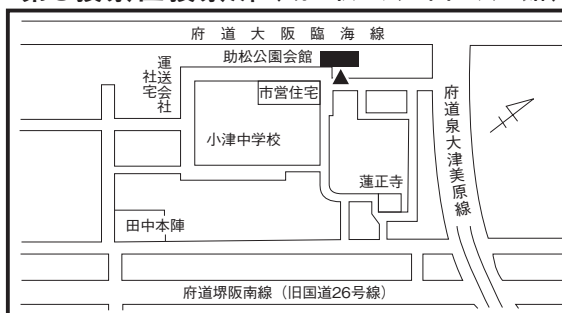 府道大阪臨海線
助松公園会館
運送会社
社宅
市営住宅
小津中学校
府道泉大津美原線
蓮正寺
田中本陣
府道堺阪南線（旧国道26号線）